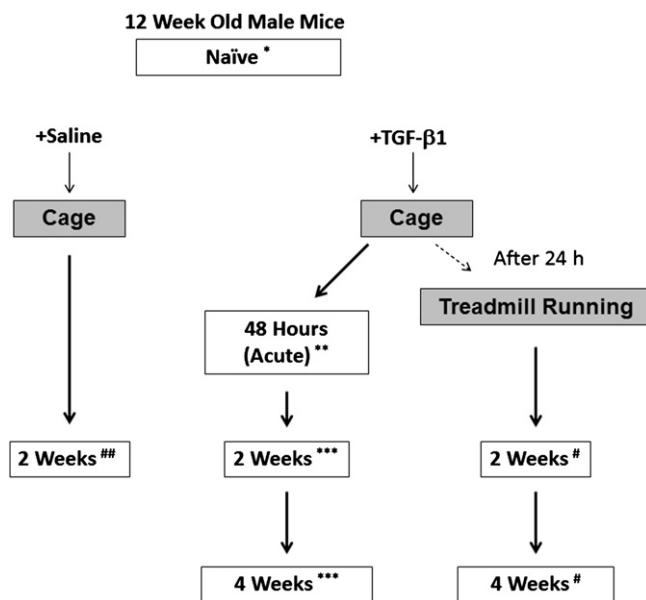 12 Week Old Male Mice
Naïve *
+Saline
+TGF-β1
Cage
Cage
After 24 h
Treadmill Running
48 Hours
(Acute) **
2 Weeks ##
2 Weeks ***
2 Weeks #
4 Weeks ***
4 Weeks #